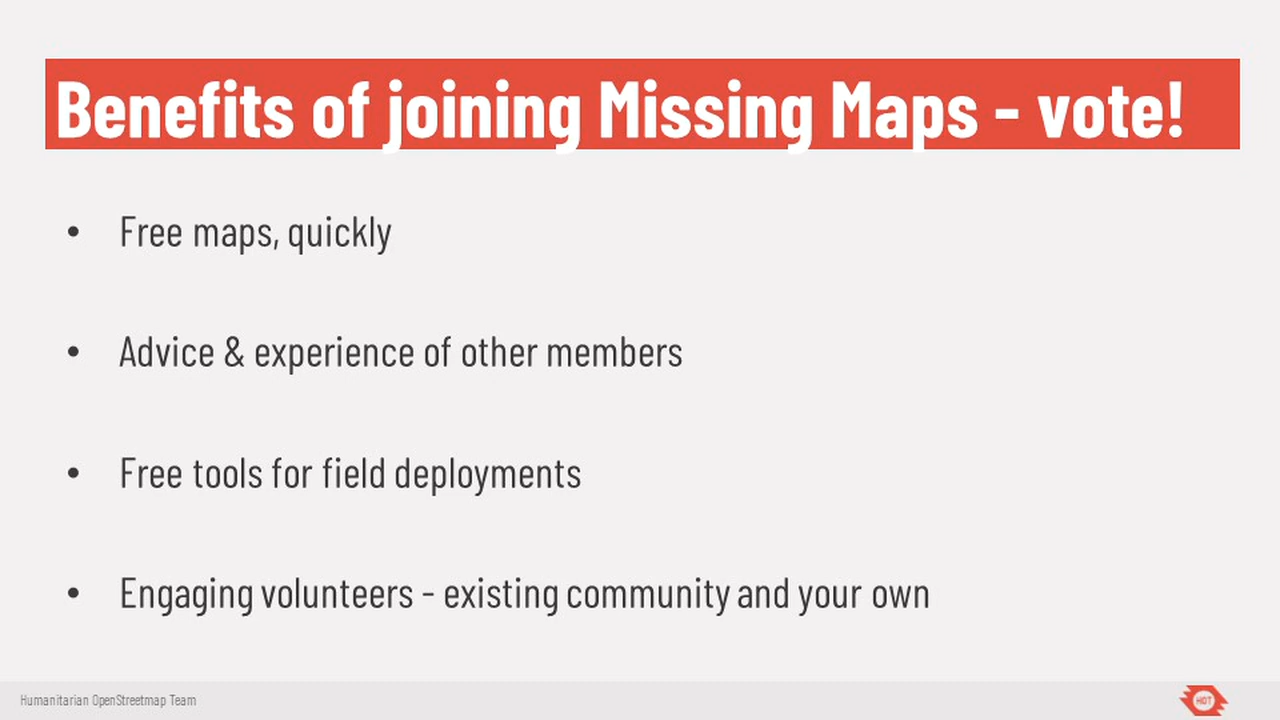 Benefits of joining Missing Maps - vote!
• Free maps, quickly
• Advice & experience of other members
• Free tools for field deployments
• Engaging volunteers - existing community and your own
Humanitarian OpenStreetmap Team
HOT